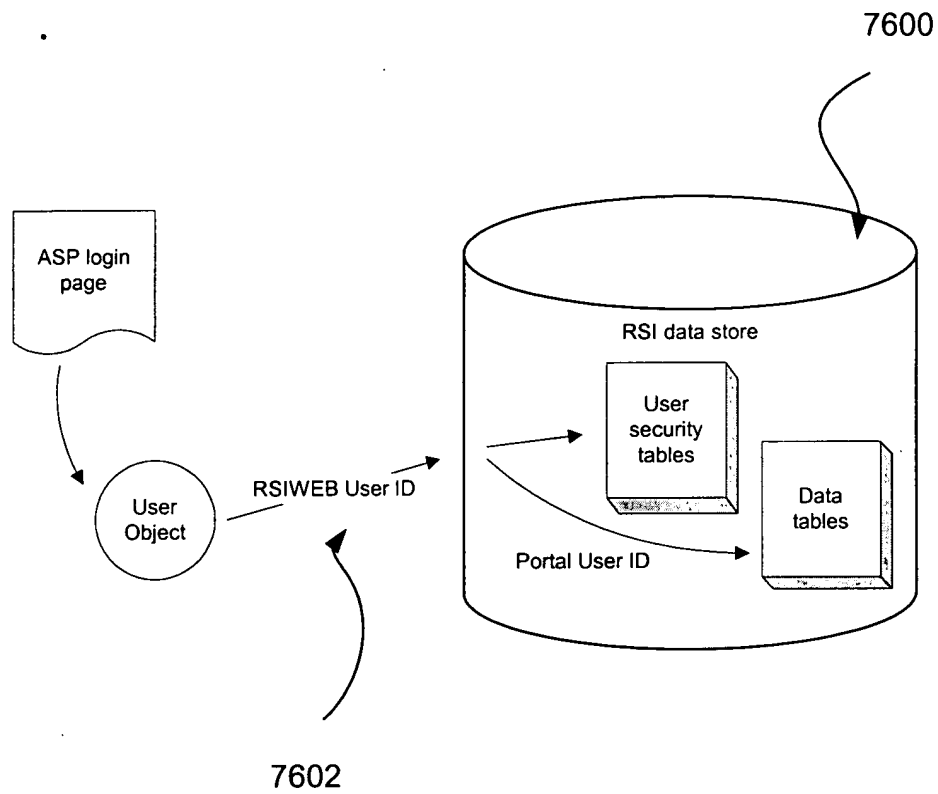 7600
ASP login
page
RSI data store
User
security
tables
RSIWEB User ID
User
Object
Data
tables
Portal User ID
7602